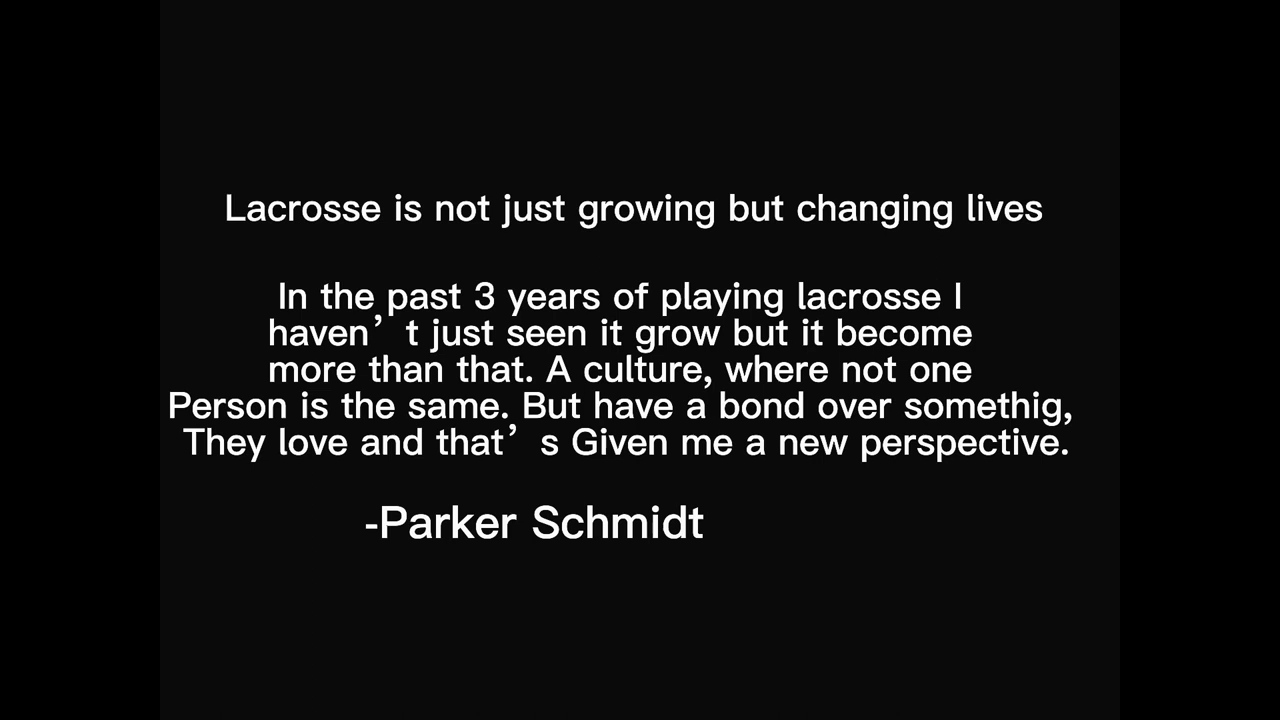 Lacrosse is not just growing but changing lives
In the past 3 years of playing lacrosse I
haven’t just seen it grow but it become
more than that. A culture, where not one
Person is the same. But have a bond over somethig,
They love and that’s Given me a new perspective.
-Parker Schmidt